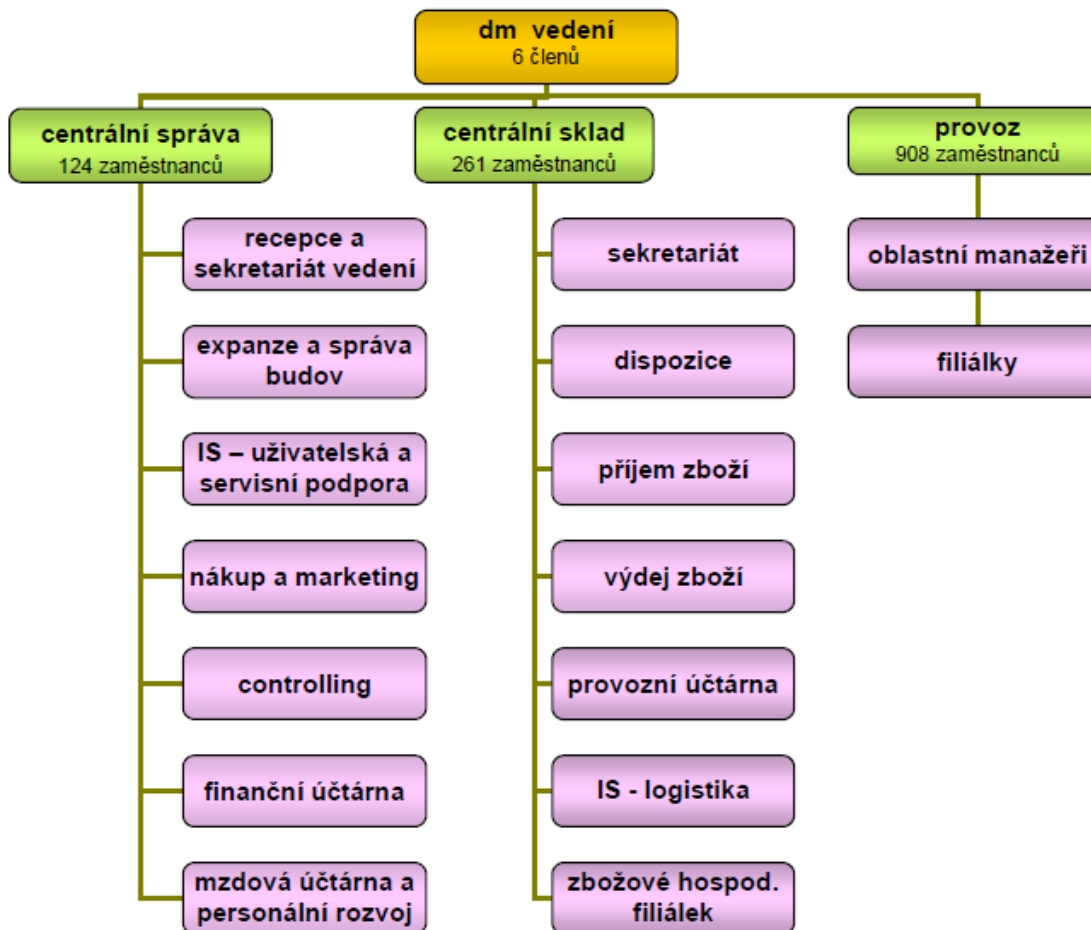 dm vedení
6 členů
centrální správa
124 zaměstnanců
recepce a
sekretariát vedení
expanze a správa
budov
IS – uživatelská a
servisní podpora
nákup a marketing
controlling
finanční účtárna
mzdová účtárna a
personální rozvoj
centrální sklad
261 zaměstnanců
sekretariát
dispozice
příjem zboží
výdej zboží
provozní účtárna
IS - logistika
zbožové hospod.
filiálek
provoz
908 zaměstnanců
oblastní manažeři
filiálky